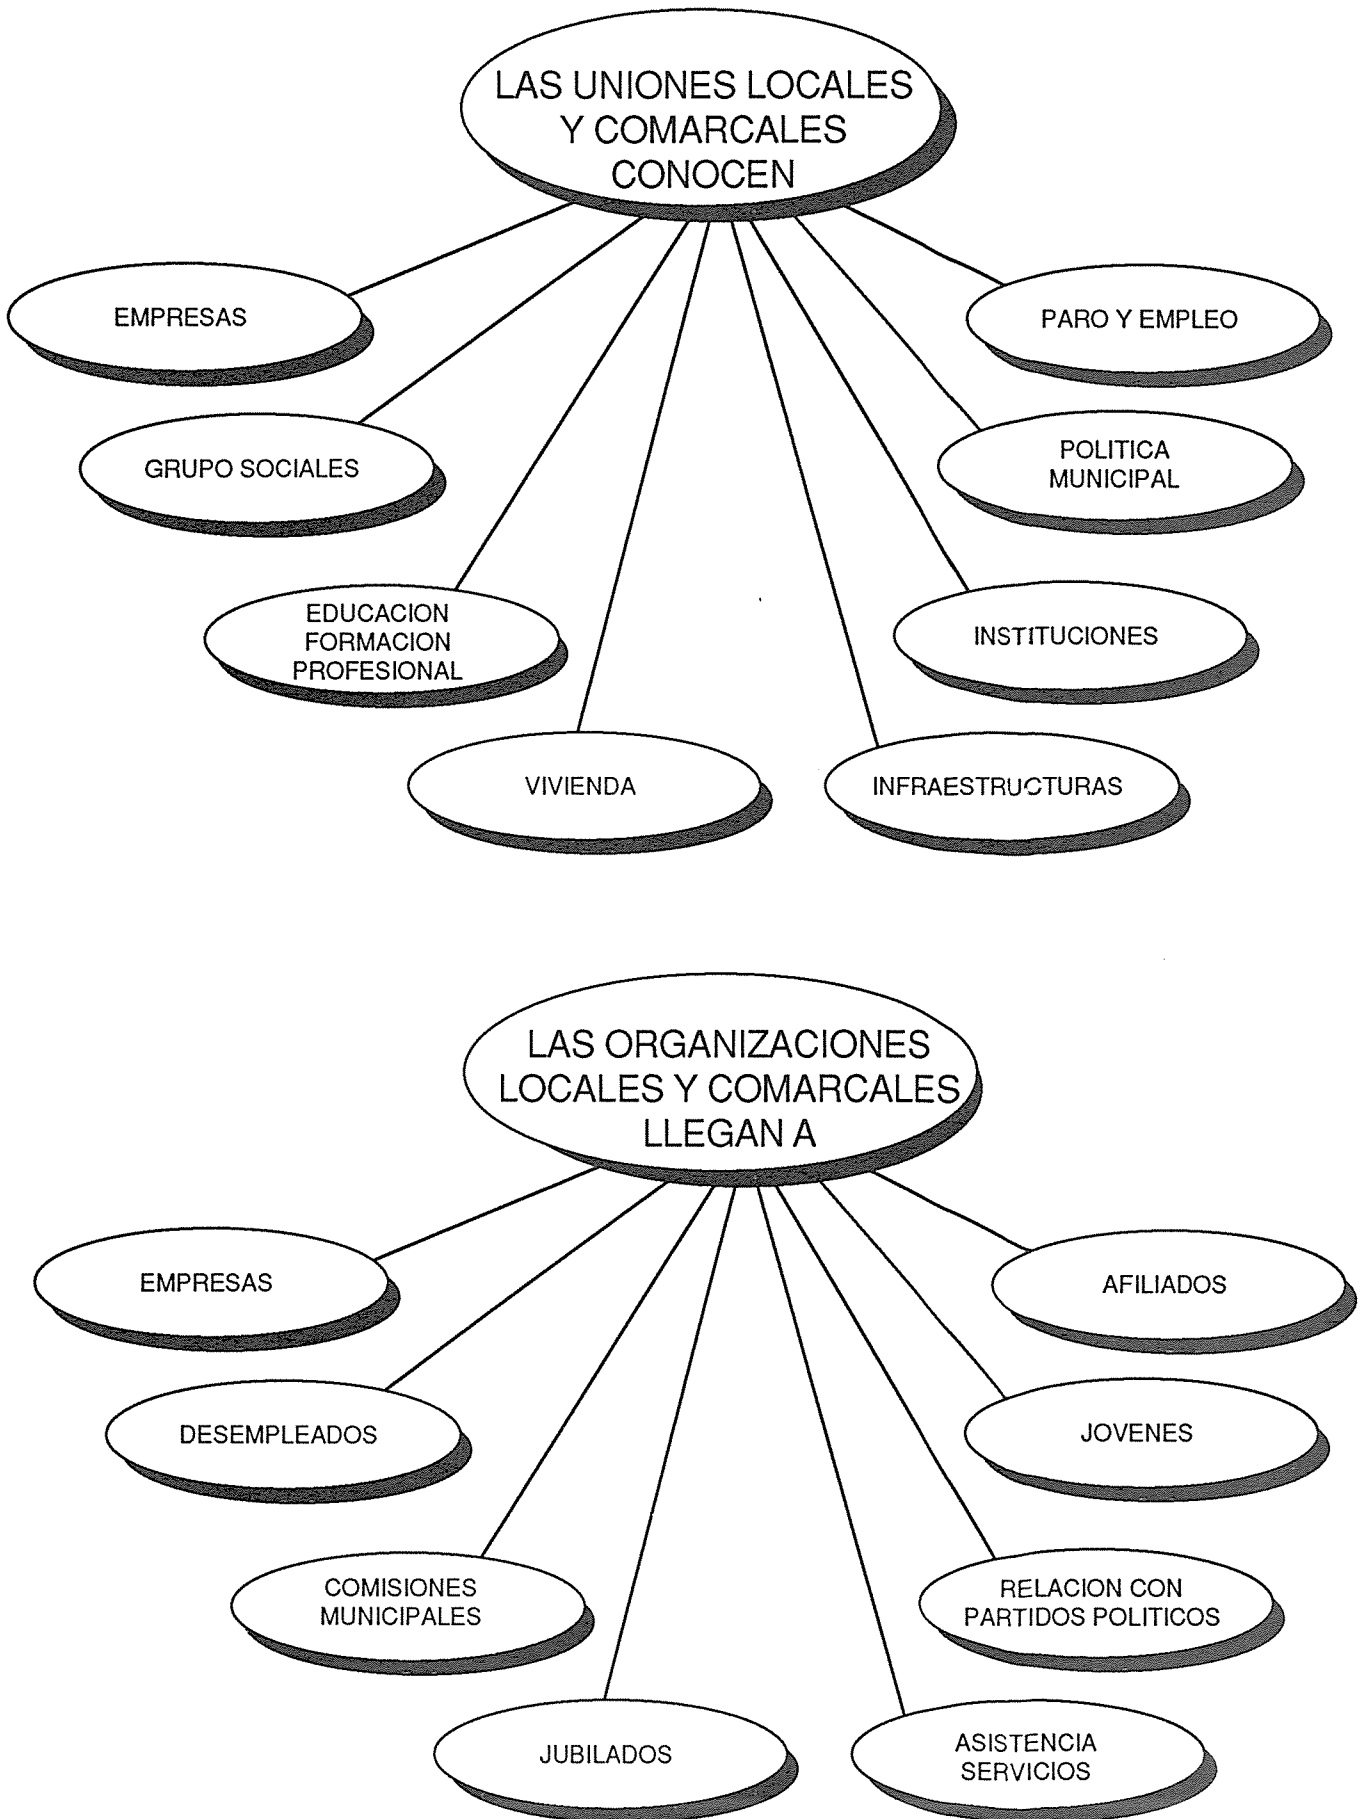 LAS UNIONES LOCALES
Y COMARCALES
CONOCEN
EMPRESAS
PARO Y EMPLEO
GRUPO SOCIALES
POLITICA
MUNICIPAL
EDUCACION
FORMACION
PROFESIONAL
INSTITUCIONES
VIVIENDA
INFRAESTRUCTURAS
LAS ORGANIZACIONES
LOCALES Y COMARCALES
LLEGAN A
EMPRESAS
AFILIADOS
DESEMPLEADOS
JOVENES
COMISIONES
MUNICIPALES
RELACION CON
PARTIDOS POLITICOS
JUBILADOS
ASISTENCIA
SERVICIOS